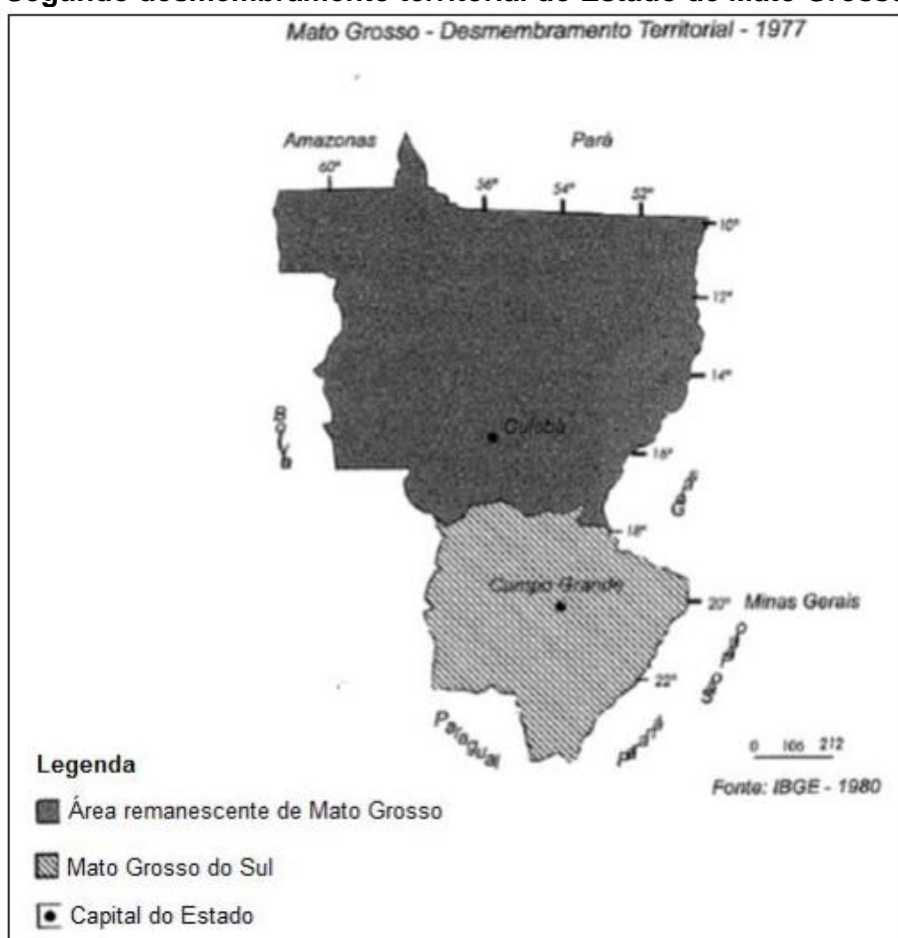 Segundo desmembramento territorial do Estado de Mato Grosso
Mato Grosso - Desmembramento Territorial - 1977
Amazonas
Pará
60°
56°
54°
52°
10°
12°
14°
Cuiabá
16°
18°
Campo Grande
20°
Minas Gerais
22°
Paraguai
Paraná
0 106 212
Fonte: IBGE - 1980
Legenda
Área remanescente de Mato Grosso
Mato Grosso do Sul
Capital do Estado